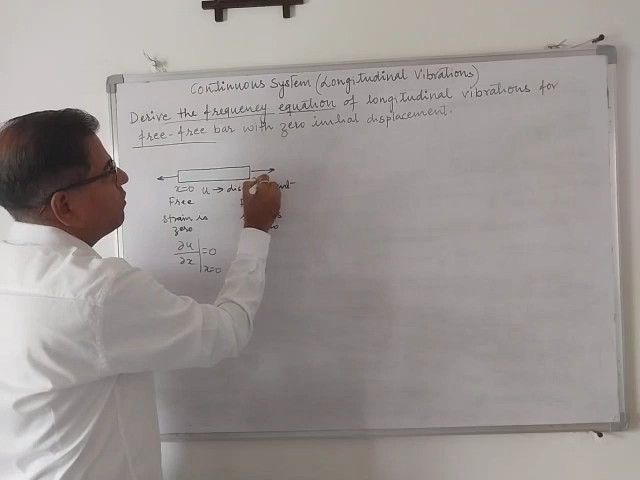 Continuous System (Longitudinal Vibrations)
Derive the frequency equation of longitudinal vibrations for
free-free bar with zero initial displacement.
x=0 u → dis
Free
Strain is
zero
∂u/∂x |x=0 =0